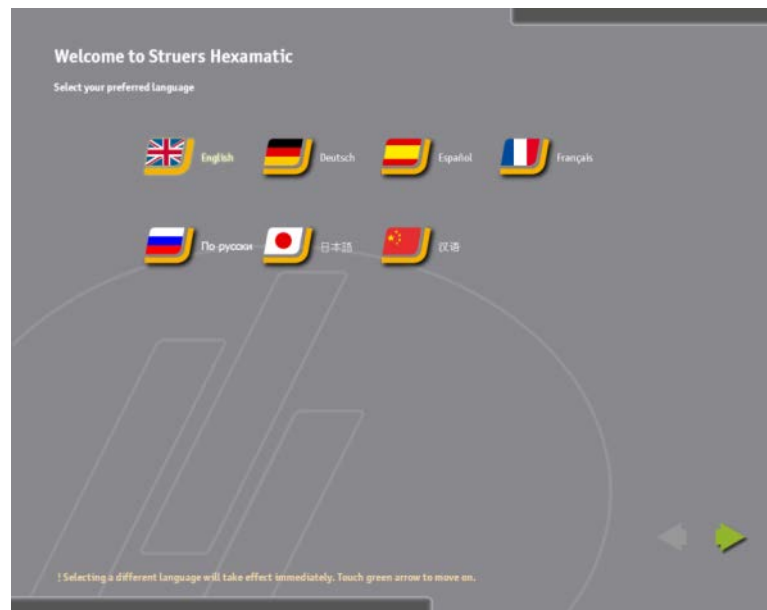 Welcome to Struers Hexamatic
Select your preferred language
English Deutsch Español Français
По-русски 日本語 汉语
! Selecting a different language will take effect immediately. Touch green arrow to move on.